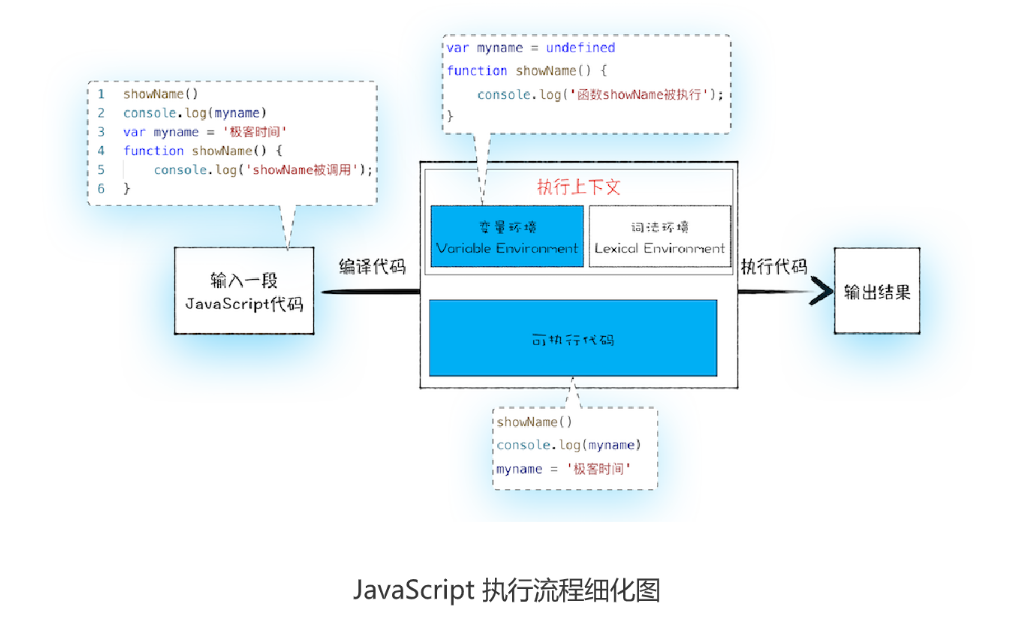 var myname = undefined
function showName() {
console.log('函数showName被执行');
}
1 showName()
2 console.log(myname)
3 var myname = '极客时间'
4 function showName() {
5 console.log('showName被调用');
6 }
执行上下文
变量环境
Variable Environment
词法环境
Lexical Environment
输入一段
JavaScript代码
编译代码
执行代码
输出结果
可执行代码
showName()
console.log(myname)
myname = '极客时间'
JavaScript 执行流程细化图